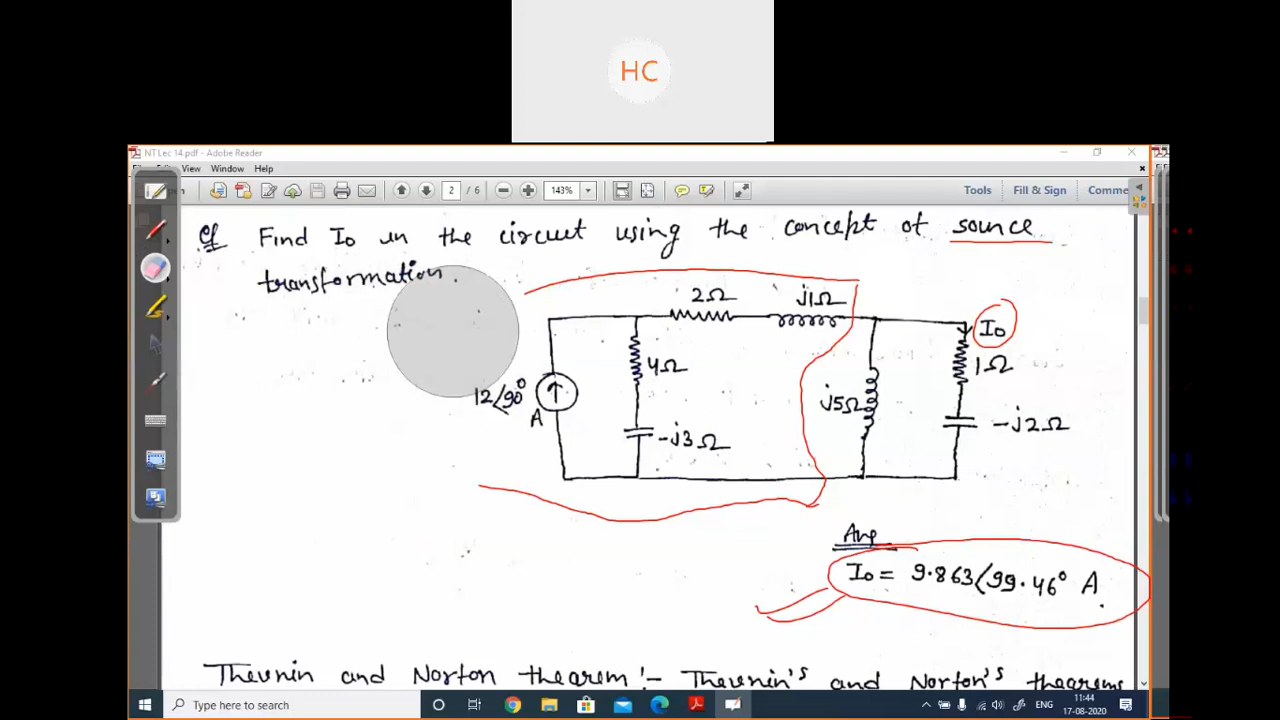 HC
NT Lec 14.pdf - Adobe Reader
View Window Help
2 / 6 143% Tools Fill & Sign Comme
Find Io in the circuit using the concept of source
transformation.
2Ω j1Ω
Io
4Ω 1Ω
12∠90° A j5Ω
-j3Ω -j2Ω
Ans
Io = 9.863∠99.46° A.
Thevnin and Norton theorem:- Thevnin's and Norton's theorems
Type here to search
ENG 11:44
17-08-2020